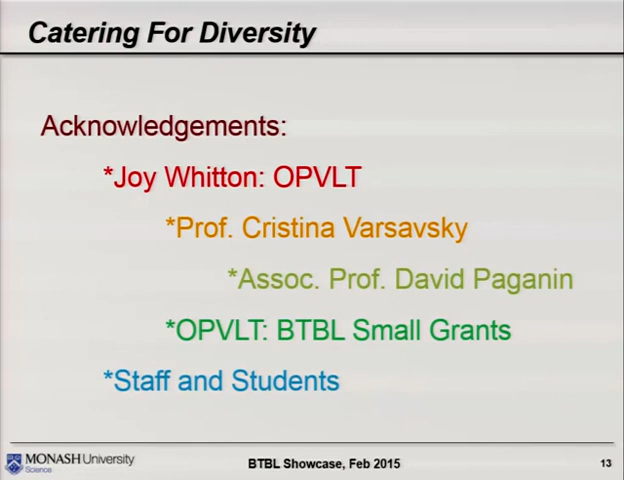 Catering For Diversity
Acknowledgements:
*Joy Whitton: OPVLT
*Prof. Cristina Varsavsky
*Assoc. Prof. David Paganin
*OPVLT: BTBL Small Grants
*Staff and Students
MONASH University
Science
BTBL Showcase, Feb 2015
13